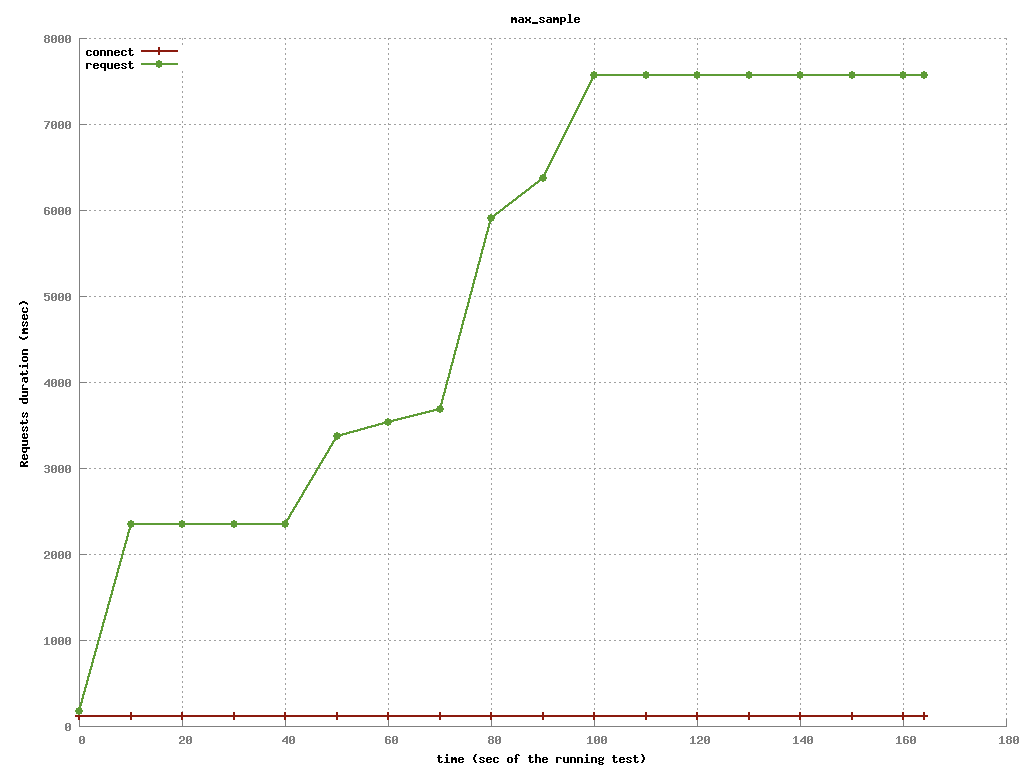 max_sample
connect
request
8000
7000
6000
5000
4000
3000
2000
1000
0
Requests duration (msec)
0 20 40 60 80 100 120 140 160 180
time (sec of the running test)